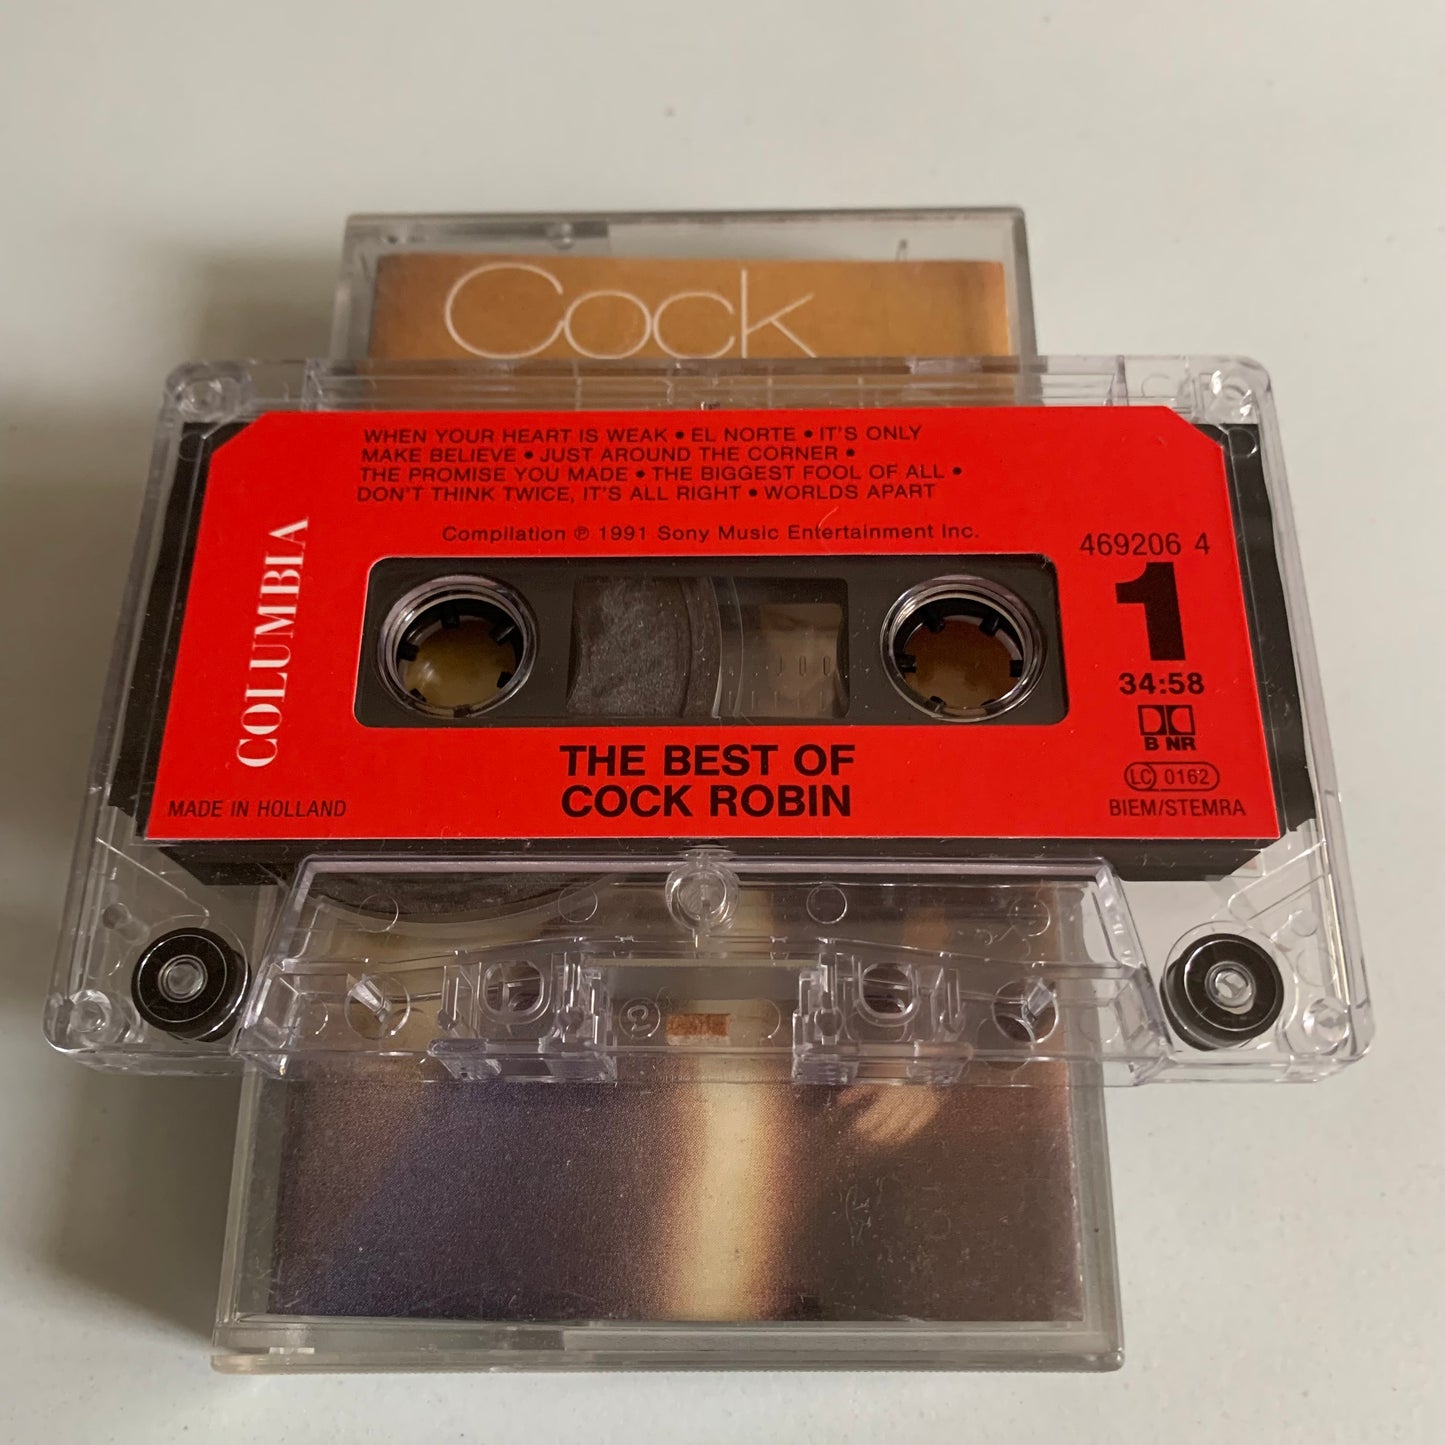 Cock
WHEN YOUR HEART IS WEAK • EL NORTE • IT'S ONLY
MAKE BELIEVE • JUST AROUND THE CORNER •
THE PROMISE YOU MADE • THE BIGGEST FOOL OF ALL •
DON'T THINK TWICE, IT'S ALL RIGHT • WORLDS APART
Compilation ℗ 1991 Sony Music Entertainment Inc.
469206 4
1
34:58
B NR
LC 0162
BIEM/STEMRA
COLUMBIA
MADE IN HOLLAND
THE BEST OF
COCK ROBIN
100